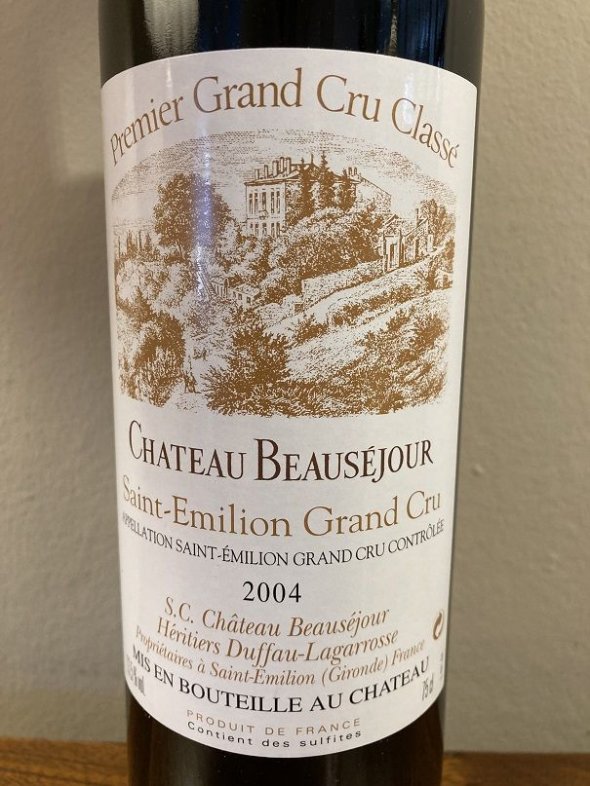 Premier Grand Cru Classé
CHATEAU BEAUSÉJOUR
Saint-Emilion Grand Cru
APPELLATION SAINT-ÉMILION GRAND CRU CONTRÔLÉE
2004
S.C. Château Beauséjour
Héritiers Duffau-Lagarrosse
Propriétaires à Saint-Emilion (Gironde) France
MIS EN BOUTEILLE AU CHATEAU
75 cl
PRODUIT DE FRANCE
Contient des sulfites